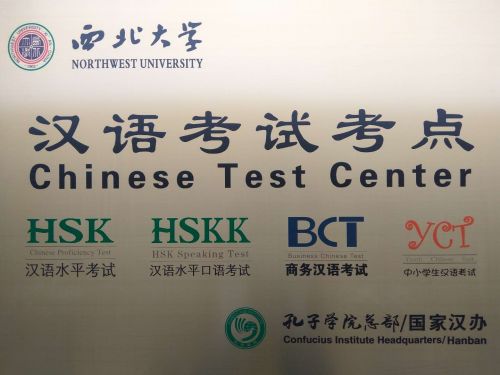 西北大学
NORTHWEST UNIVERSITY
汉语考试考点
Chinese Test Center
HSK
Chinese Proficiency Test
汉语水平考试
HSKK
HSK Speaking Test
汉语水平口语考试
BCT
Business Chinese Test
商务汉语考试
YCT
Youth Chinese Test
中小学生汉语考试
孔子学院总部/国家汉办
Confucius Institute Headquarters/Hanban